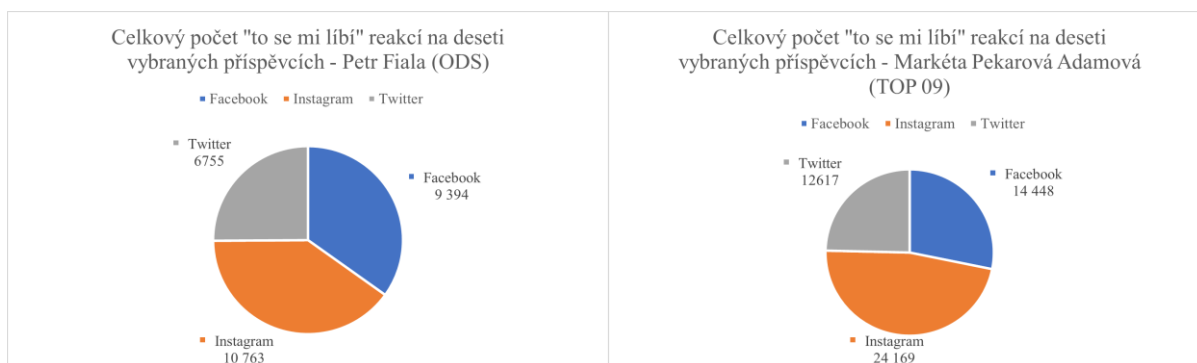 Celkový počet "to se mi líbí" reakcí na deseti
vybraných příspěvcích - Petr Fiala (ODS)
Facebook Instagram Twitter
Twitter
6755
Facebook
9 394
Instagram
10 763
Celkový počet "to se mi líbí" reakcí na deseti
vybraných příspěvcích - Markéta Pekarová Adamová
(TOP 09)
Facebook Instagram Twitter
Twitter
12617
Facebook
14 448
Instagram
24 169